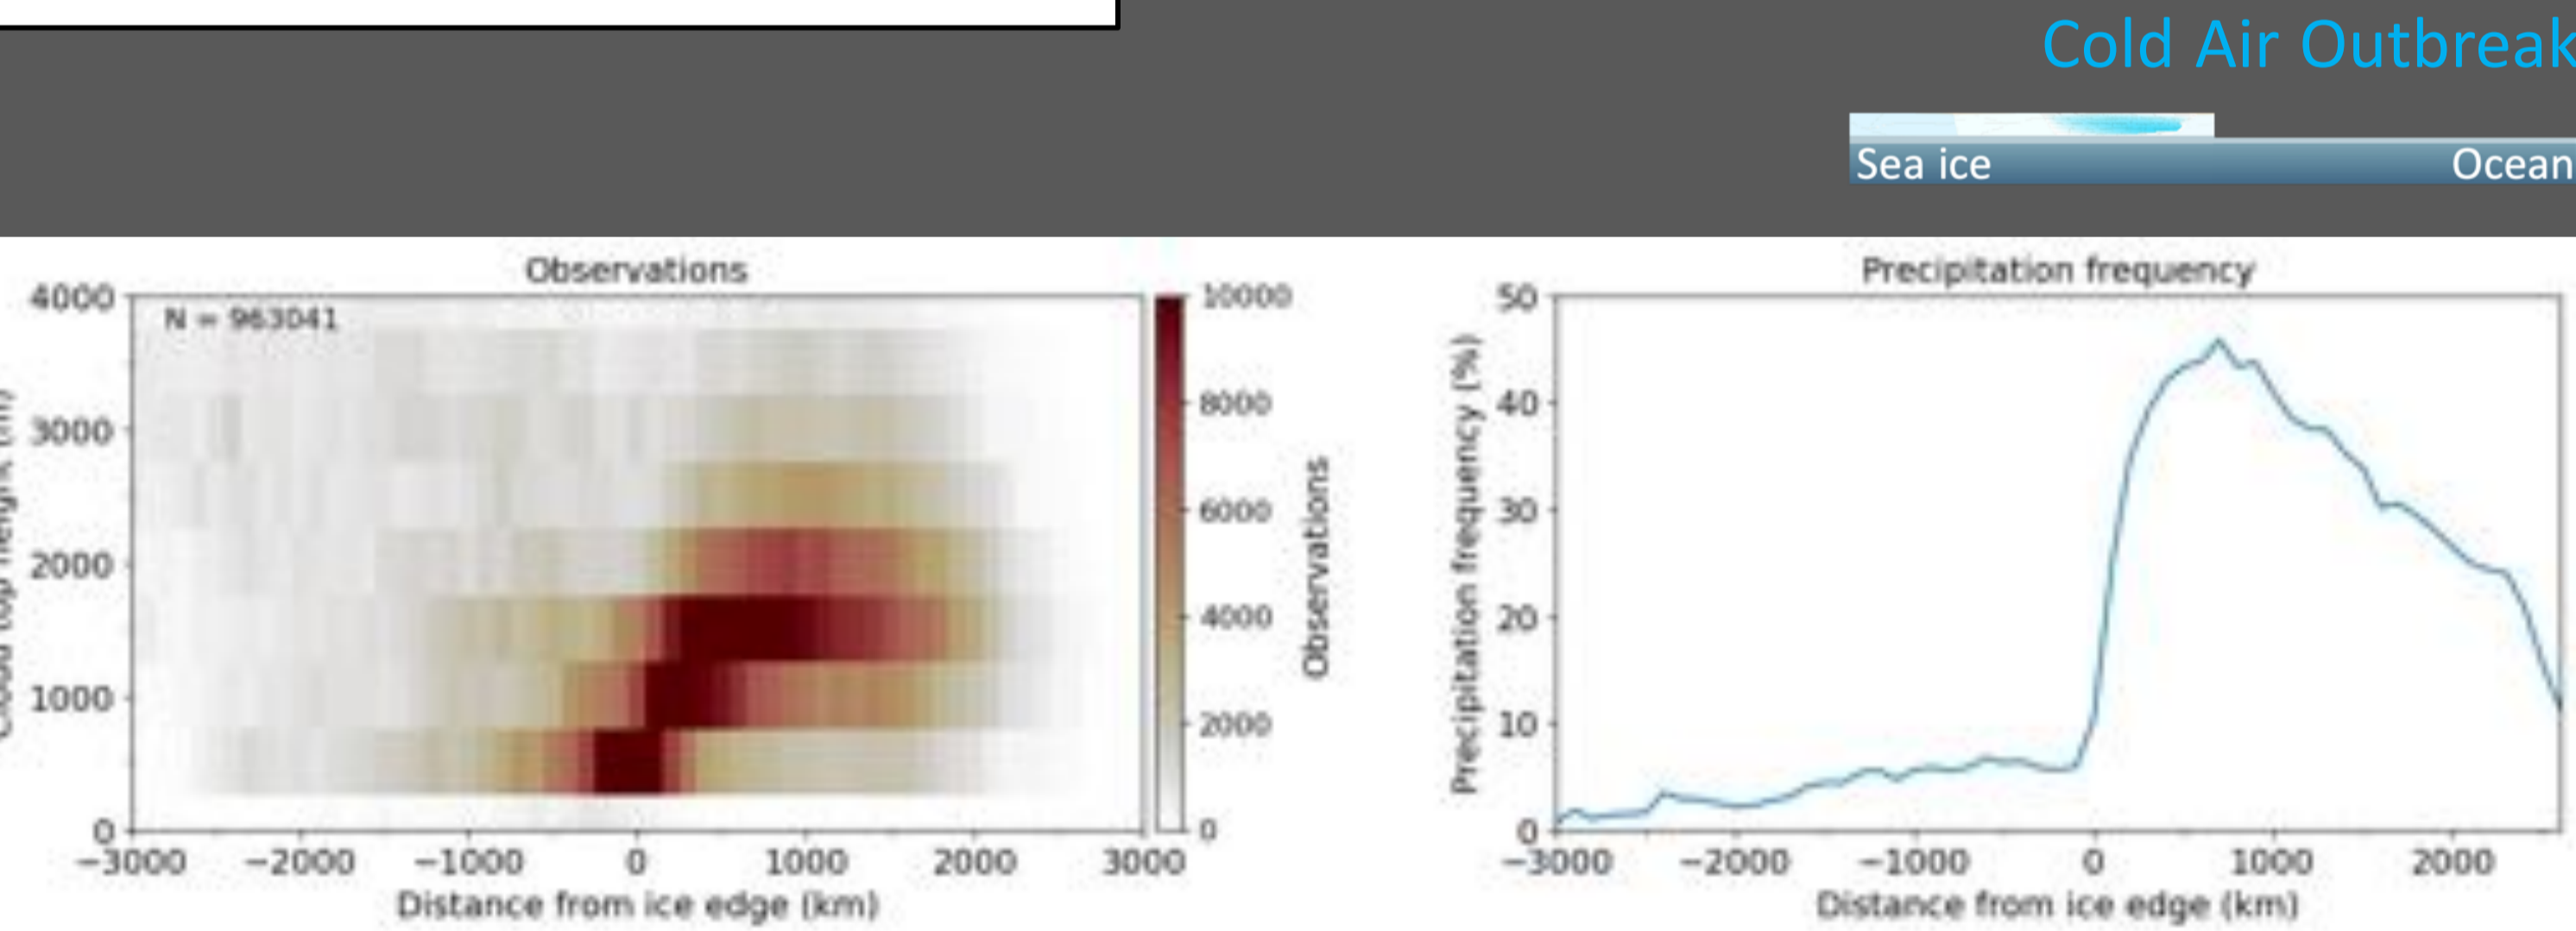 Cold Air Outbreak
Sea ice
Ocean
Observations
N = 963041
4000
3000
2000
1000
0
−3000 −2000 −1000 0 1000 2000 3000
Distance from ice edge (km)
10000
8000
6000
4000
2000
0
Observations
Precipitation frequency
Precipitation frequency (%)
50
40
30
20
10
0
−3000 −2000 −1000 0 1000 2000
Distance from ice edge (km)